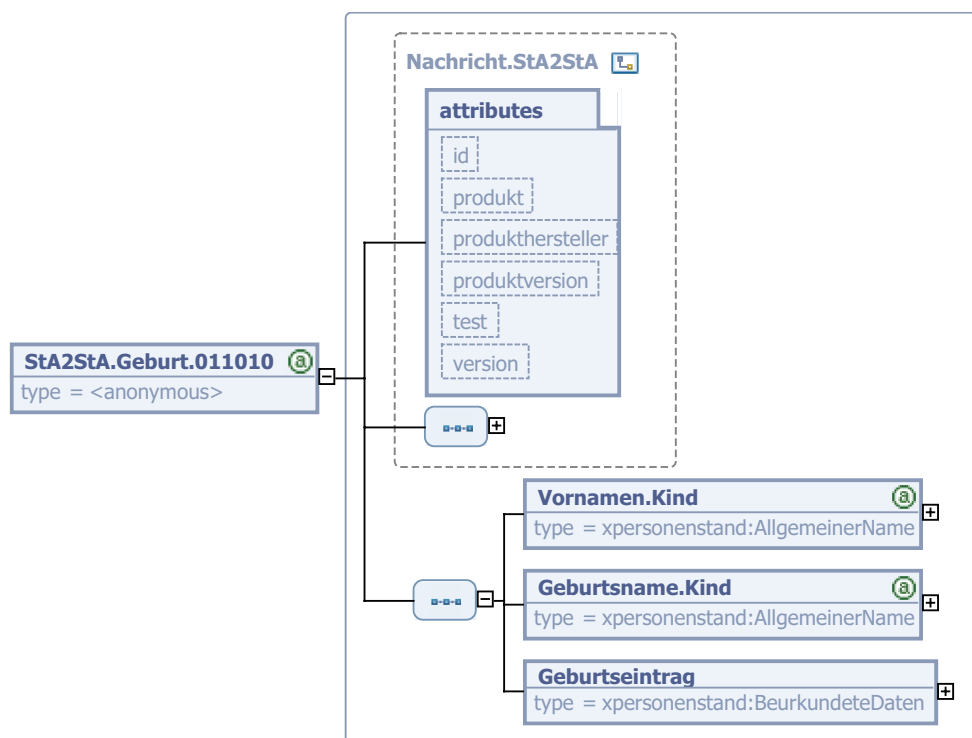 Nachricht.StA2StA
attributes
id
produkt
produkthersteller
produktversion
test
version
StA2StA.Geburt.011010
type = <anonymous>
Vornamen.Kind
type = xpersonenstand:AllgemeinerName
Geburtsname.Kind
type = xpersonenstand:AllgemeinerName
Geburtseintrag
type = xpersonenstand:BeurkundeteDaten